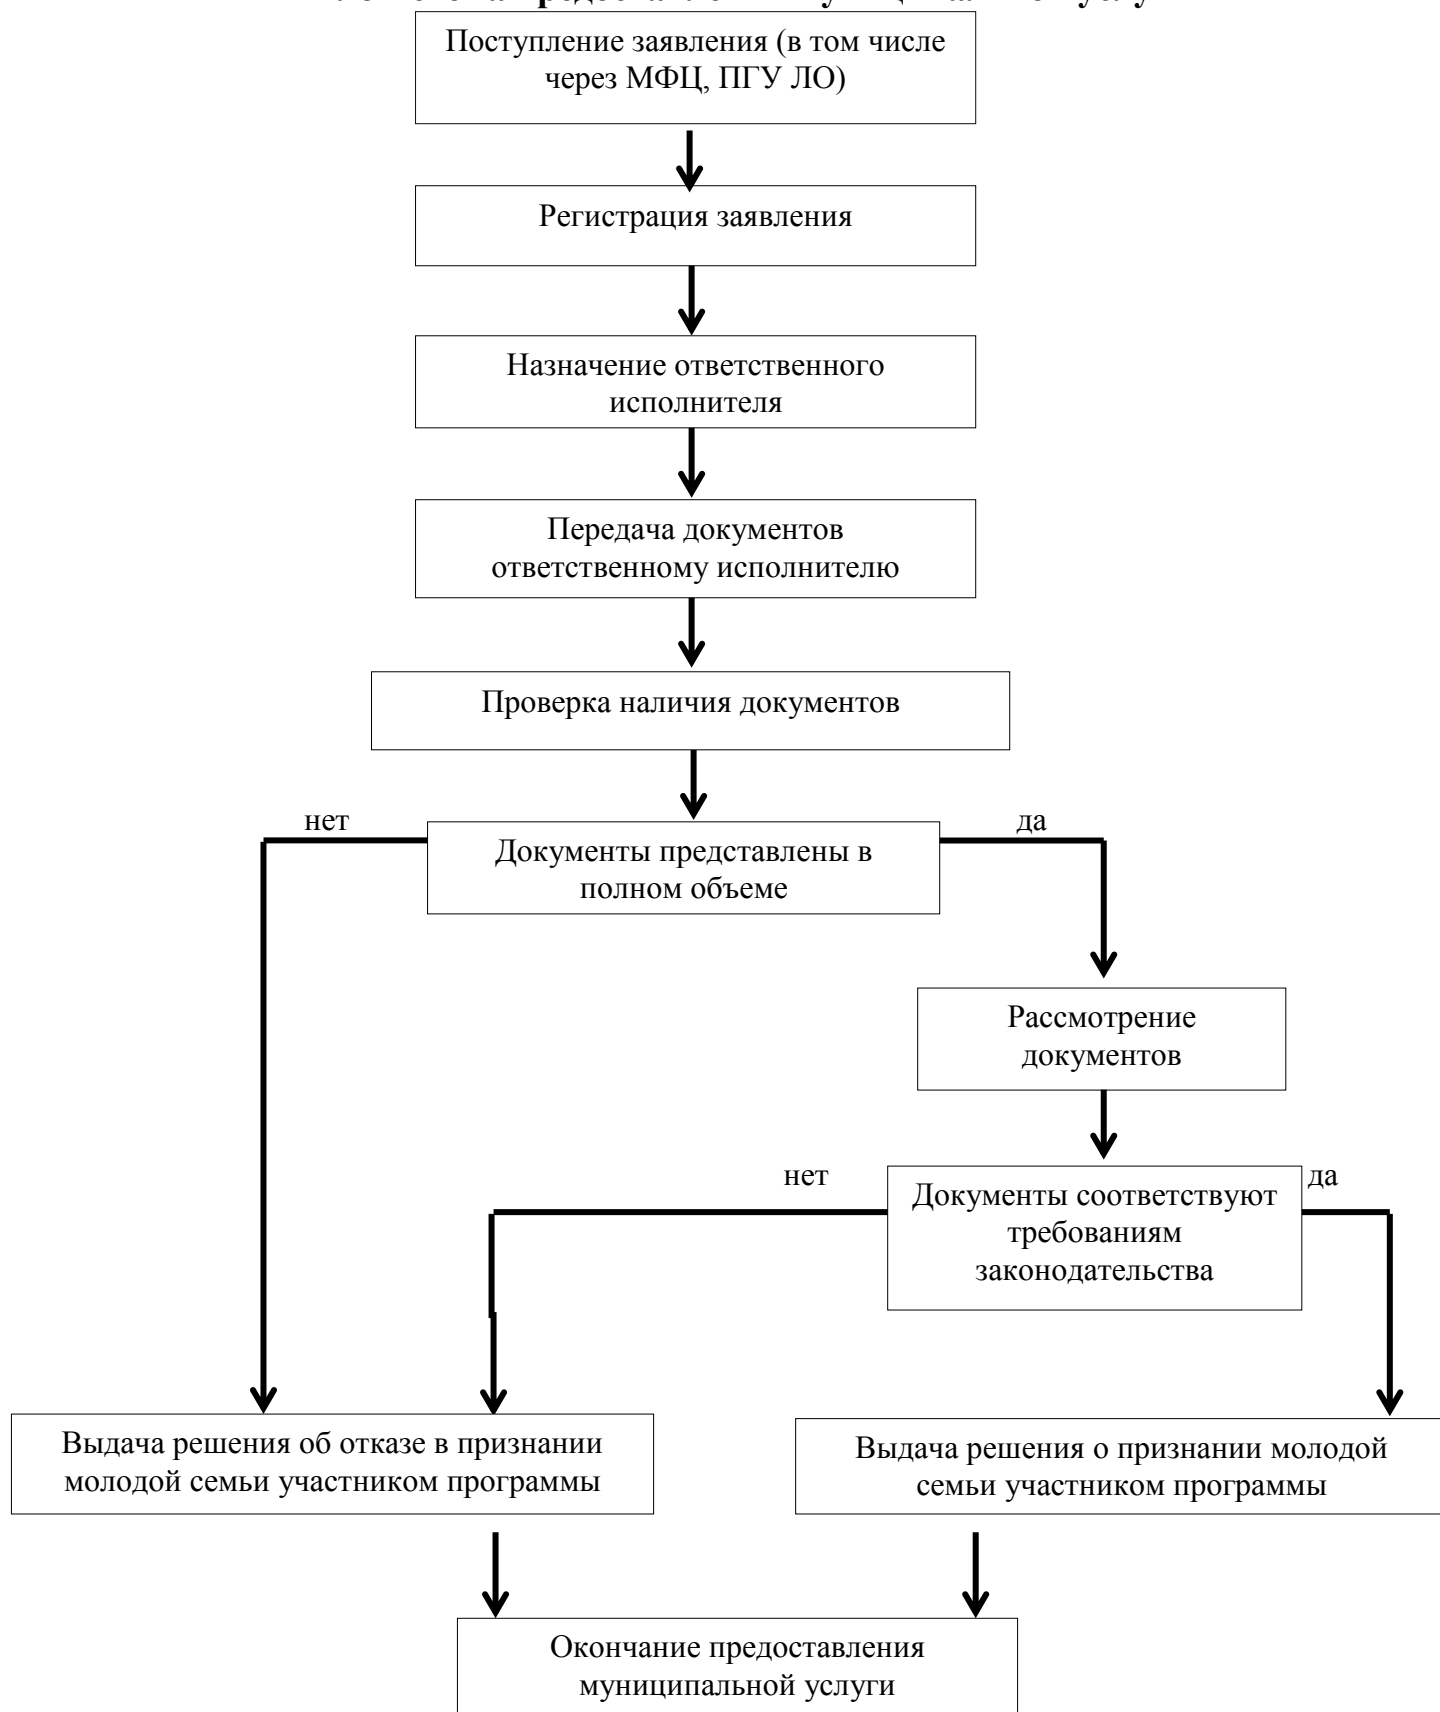 Поступление заявления (в том числе
через МФЦ, ПГУ ЛО)
Регистрация заявления
Назначение ответственного
исполнителя
Передача документов
ответственному исполнителю
Проверка наличия документов
нет
да
Документы представлены в
полном объеме
Рассмотрение
документов
нет
да
Документы соответствуют
требованиям
законодательства
Выдача решения об отказе в признании
молодой семьи участником программы
Выдача решения о признании молодой
семьи участником программы
Окончание предоставления
муниципальной услуги